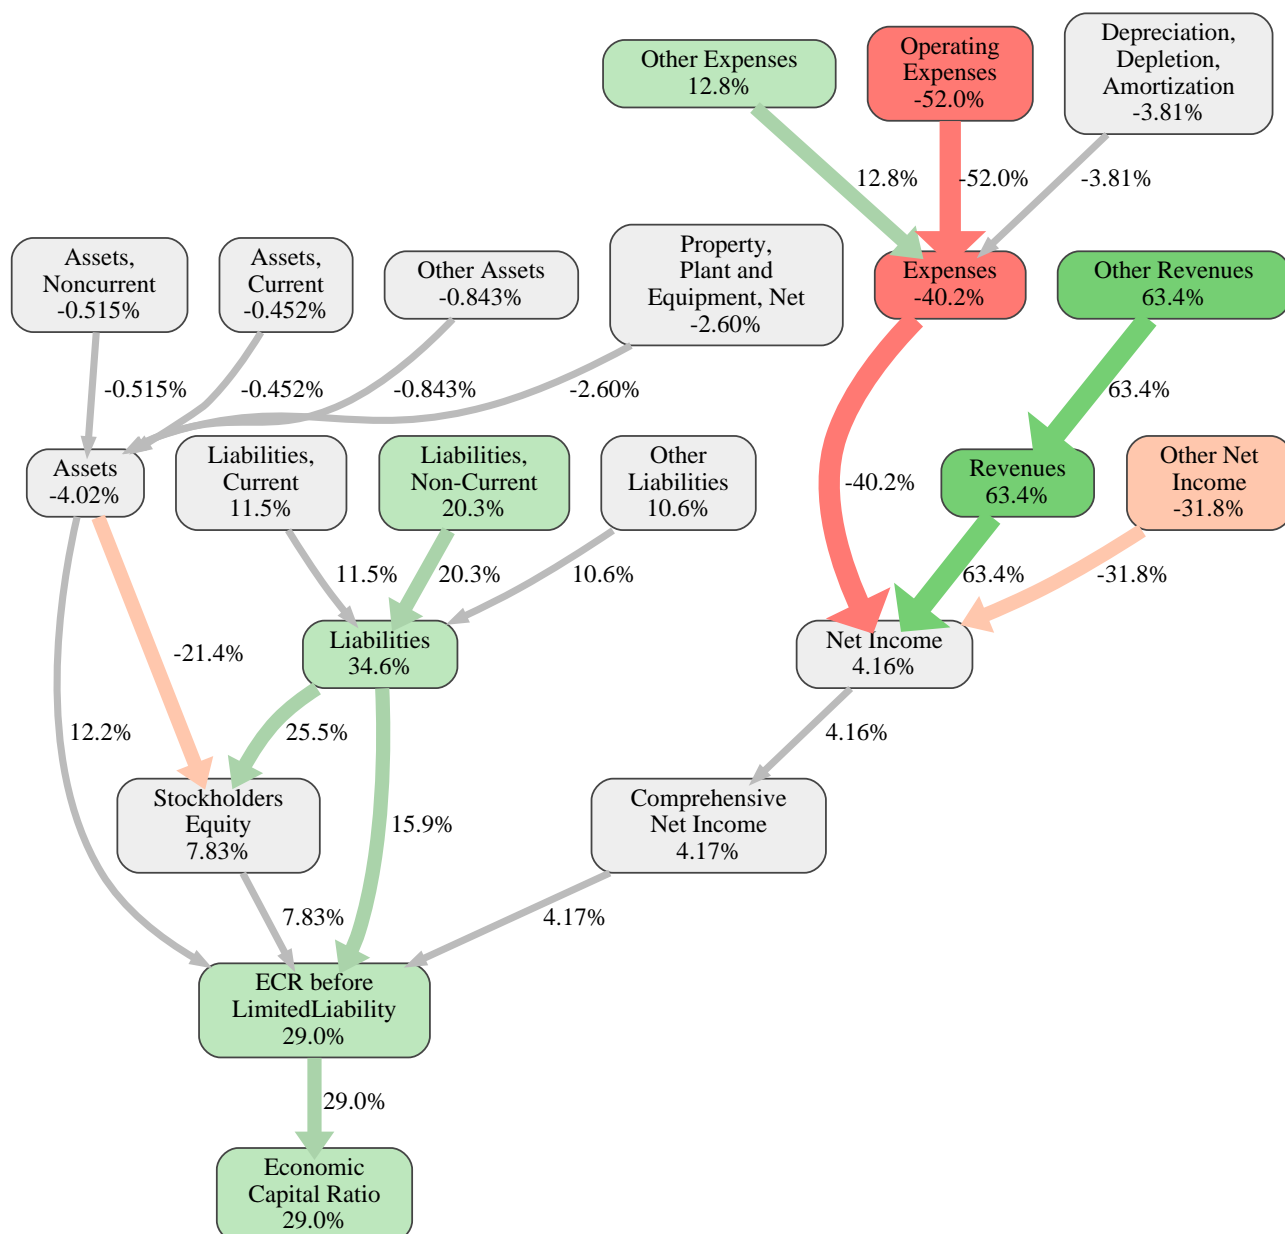 Other Expenses
12.8%
Operating
Expenses
-52.0%
Depreciation,
Depletion,
Amortization
-3.81%
12.8%
-52.0%
-3.81%
Assets,
Noncurrent
-0.515%
Assets,
Current
-0.452%
Other Assets
-0.843%
Property,
Plant and
Equipment, Net
-2.60%
Expenses
-40.2%
Other Revenues
63.4%
-0.515%
-0.452%
-0.843%
-2.60%
63.4%
Assets
-4.02%
Liabilities,
Current
11.5%
Liabilities,
Non-Current
20.3%
Other
Liabilities
10.6%
-40.2%
Revenues
63.4%
Other Net
Income
-31.8%
11.5%
20.3%
10.6%
63.4%
-31.8%
-21.4%
Liabilities
34.6%
Net Income
4.16%
12.2%
25.5%
4.16%
Stockholders
Equity
7.83%
15.9%
Comprehensive
Net Income
4.17%
7.83%
4.17%
ECR before
LimitedLiability
29.0%
29.0%
Economic
Capital Ratio
29.0%